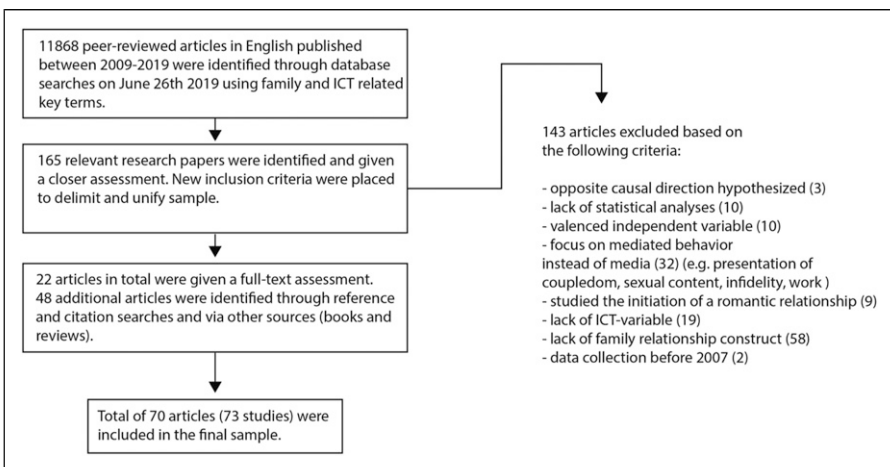 11868 peer-reviewed articles in English published
between 2009-2019 were identified through database
searches on June 26th 2019 using family and ICT related
key terms.
165 relevant research papers were identified and given
a closer assessment. New inclusion criteria were placed
to delimit and unify sample.
22 articles in total were given a full-text assessment.
48 additional articles were identified through reference
and citation searches and via other sources (books and
reviews).
Total of 70 articles (73 studies) were
included in the final sample.
143 articles excluded based on
the following criteria:
- opposite causal direction hypothesized (3)
- lack of statistical analyses (10)
- valenced independent variable (10)
- focus on mediated behavior
instead of media (32) (e.g. presentation of
coupledom, sexual content, infidelity, work )
- studied the initiation of a romantic relationship (9)
- lack of ICT-variable (19)
- lack of family relationship construct (58)
- data collection before 2007 (2)